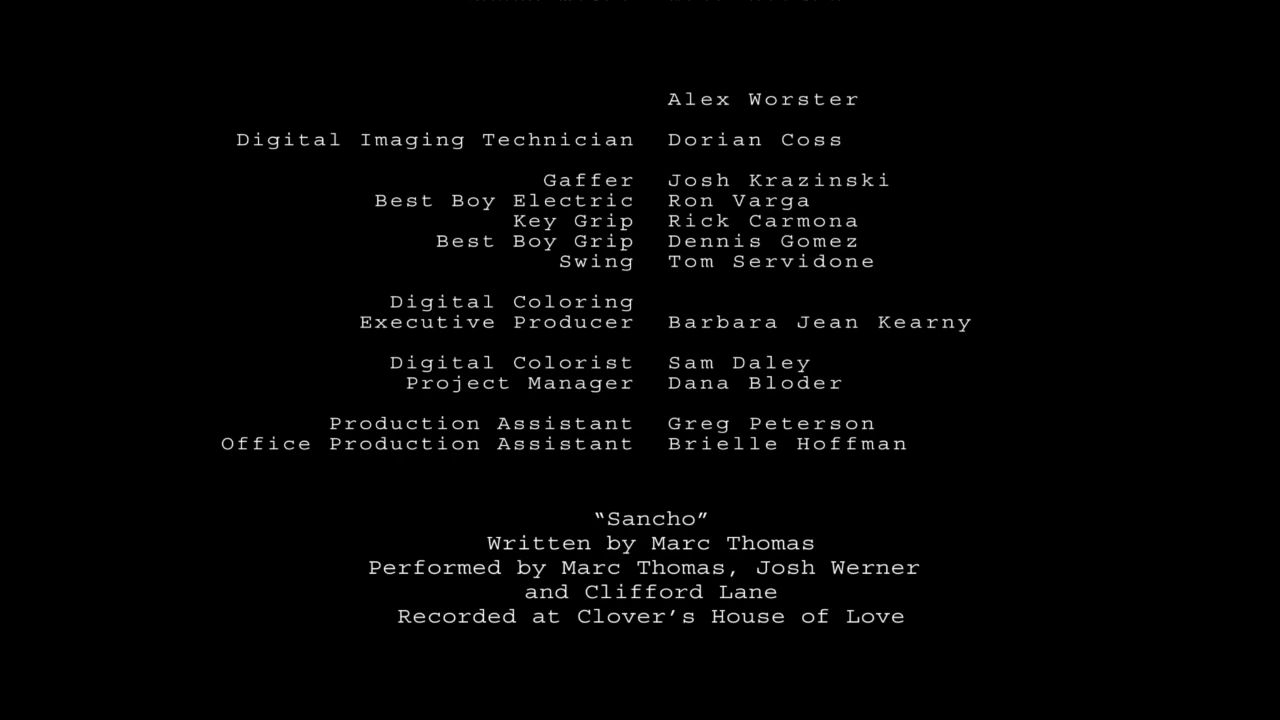 Alex Worster
Digital Imaging Technician Dorian Coss
Gaffer Josh Krazinski
Best Boy Electric Ron Varga
Key Grip Rick Carmona
Best Boy Grip Dennis Gomez
Swing Tom Servidone
Digital Coloring
Executive Producer Barbara Jean Kearny
Digital Colorist Sam Daley
Project Manager Dana Bloder
Production Assistant Greg Peterson
Office Production Assistant Brielle Hoffman
“Sancho”
Written by Marc Thomas
Performed by Marc Thomas, Josh Werner
and Clifford Lane
Recorded at Clover’s House of Love